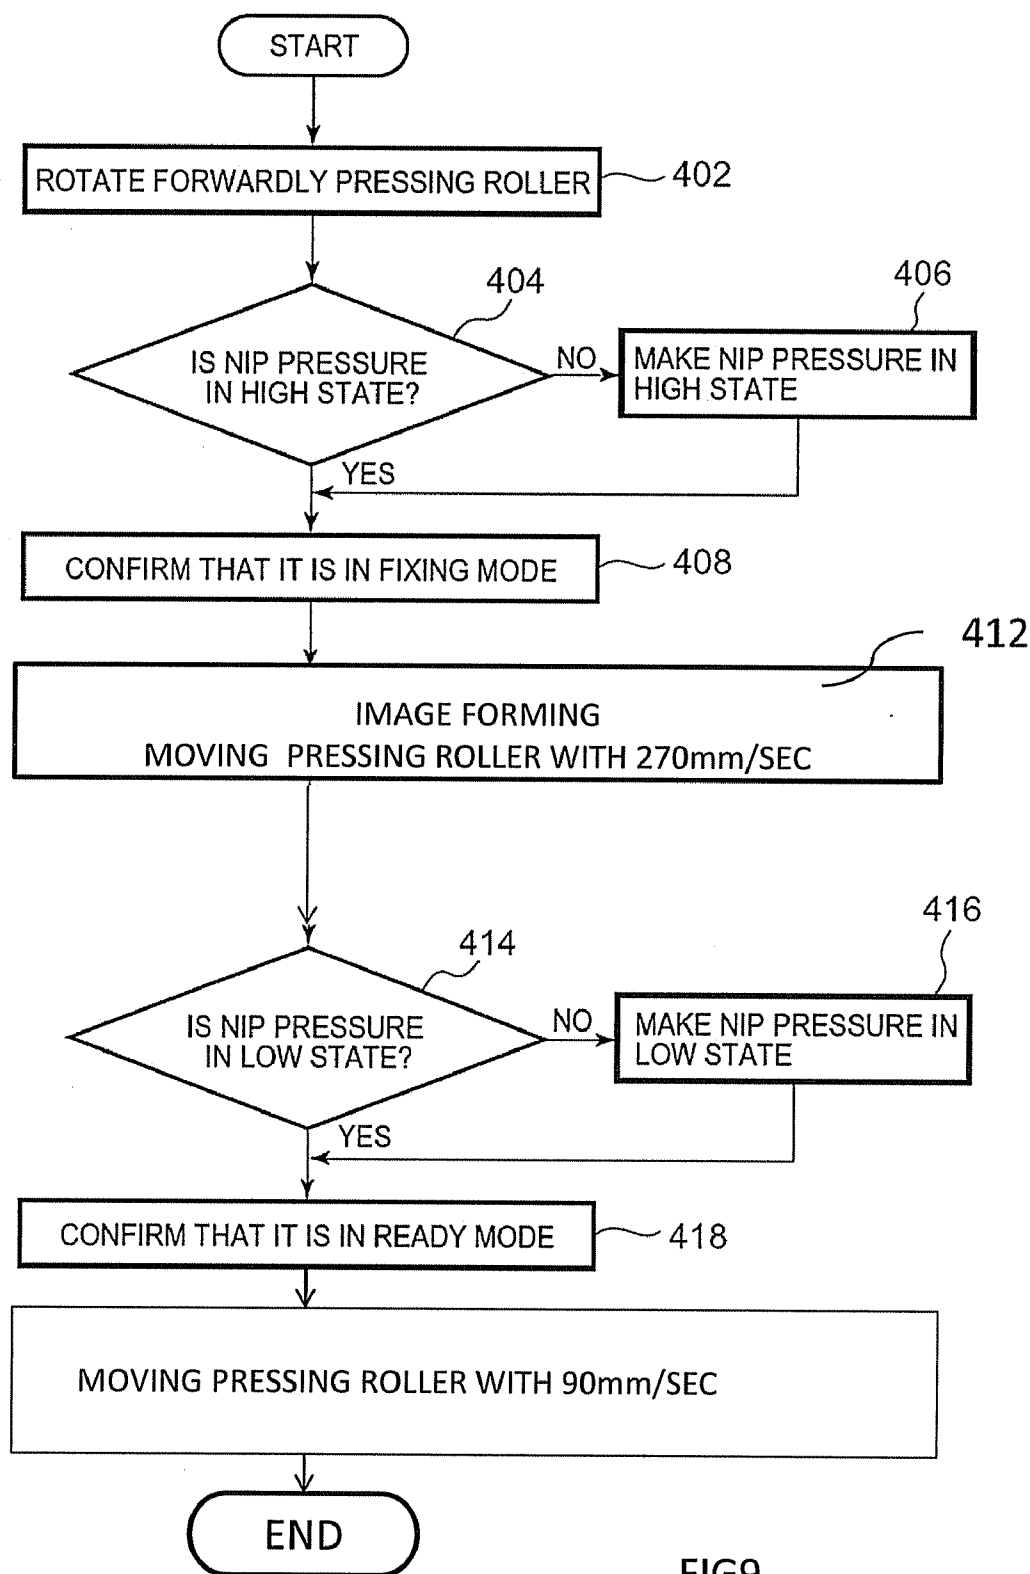 START
ROTATE FORWARDLY PRESSING ROLLER
402
404
406
IS NIP PRESSURE
IN HIGH STATE?
NO
MAKE NIP PRESSURE IN
HIGH STATE
YES
CONFIRM THAT IT IS IN FIXING MODE
408
412
IMAGE FORMING
MOVING PRESSING ROLLER WITH 270mm/SEC
414
416
IS NIP PRESSURE
IN LOW STATE?
NO
MAKE NIP PRESSURE IN
LOW STATE
YES
CONFIRM THAT IT IS IN READY MODE
418
MOVING PRESSING ROLLER WITH 90mm/SEC
END
FIG9